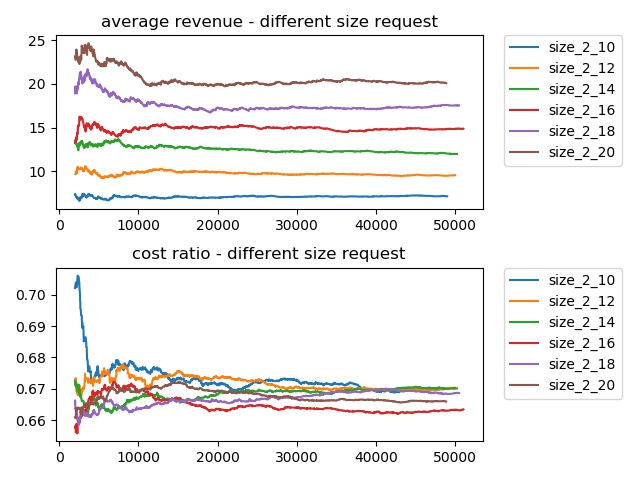 average revenue - different size request
25
20
15
10
0 10000 20000 30000 40000 50000
size_2_10
size_2_12
size_2_14
size_2_16
size_2_18
size_2_20
cost ratio - different size request
0.70
0.69
0.68
0.67
0.66
0 10000 20000 30000 40000 50000
size_2_10
size_2_12
size_2_14
size_2_16
size_2_18
size_2_20